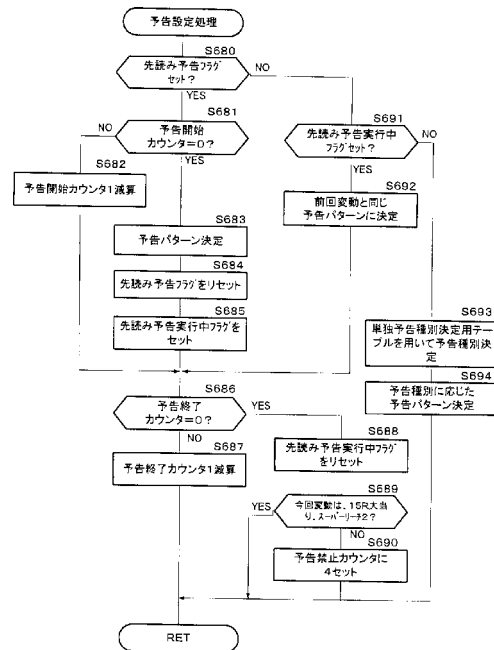 予告設定処理
S680
先読み予告フラグ
セット？
NO
YES
S681
予告開始
カウンタ=0？
NO
YES
S682
予告開始カウンタ1減算
S683
予告パターン決定
S684
先読み予告フラグをリセット
S685
先読み予告実行中フラグを
セット
S691
先読み予告実行中
フラグセット？
NO
YES
S692
前回変動と同じ
予告パターンに決定
S693
単独予告種別決定用テ
ーブルを用いて予告種別決
定
S694
予告種別に応じた
予告パターン決定
S686
予告終了
カウンタ=0？
YES
NO
S687
予告終了カウンタ1減算
S688
先読み予告実行中フラグ
をリセット
S689
今回変動は、15R大当
り、スーパーリーチ2？
YES
NO
S690
予告禁止カウンタに
4セット
RET